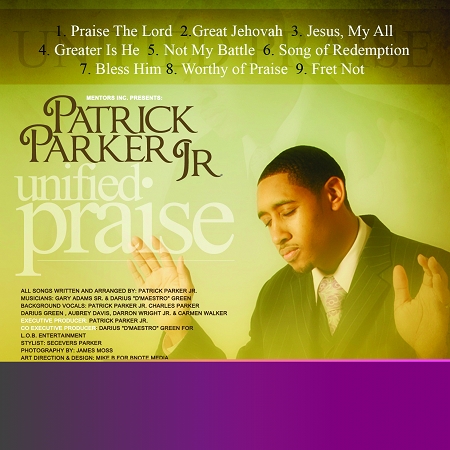 1. Praise The Lord 2.Great Jehovah 3. Jesus, My All
4. Greater Is He 5. Not My Battle 6. Song of Redemption
7. Bless Him 8. Worthy of Praise 9. Fret Not
MENTORS INC. PRESENTS:
PATRICK
PARKER JR
unified
praise
ALL SONGS WRITTEN AND ARRANGED BY: PATRICK PARKER JR.
MUSICIANS: GARY ADAMS SR. & DARIUS "D'MAESTRO" GREEN
BACKGROUND VOCALS: PATRICK PARKER JR. CHARLES PARKER
DARIUS GREEN , AUBREY DAVIS, DARRON WRIGHT JR. & CARMEN WALKER
EXECUTIVE PRODUCER: PATRICK PARKER JR.
CO EXECUTIVE PRODUCER: DARIUS "D'MAESTRO" GREEN FOR
L.O.B. ENTERTAINMENT
STYLIST: SECEVERS PARKER
PHOTOGRAPHY BY: JAMES MOSS
ART DIRECTION & DESIGN: MIKE B FOR BNOTE MEDIA